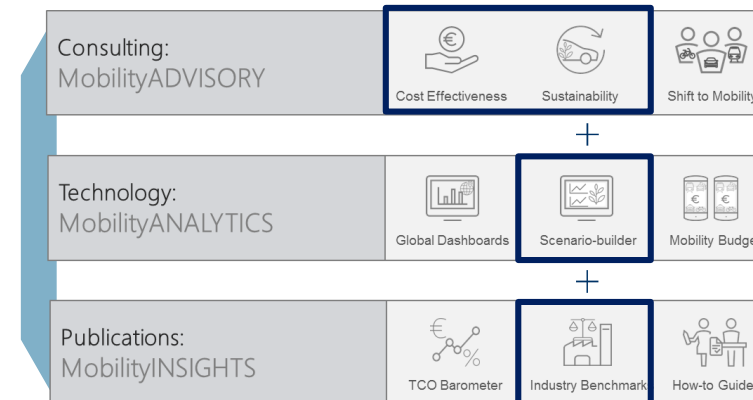 Consulting:
MobilityADVISORY
Cost Effectiveness
Sustainability
Shift to Mobility
+
Technology:
MobilityANALYTICS
Global Dashboards
Scenario-builder
Mobility Budge
+
Publications:
MobilityINSIGHTS
TCO Barometer
Industry Benchmark
How-to Guide